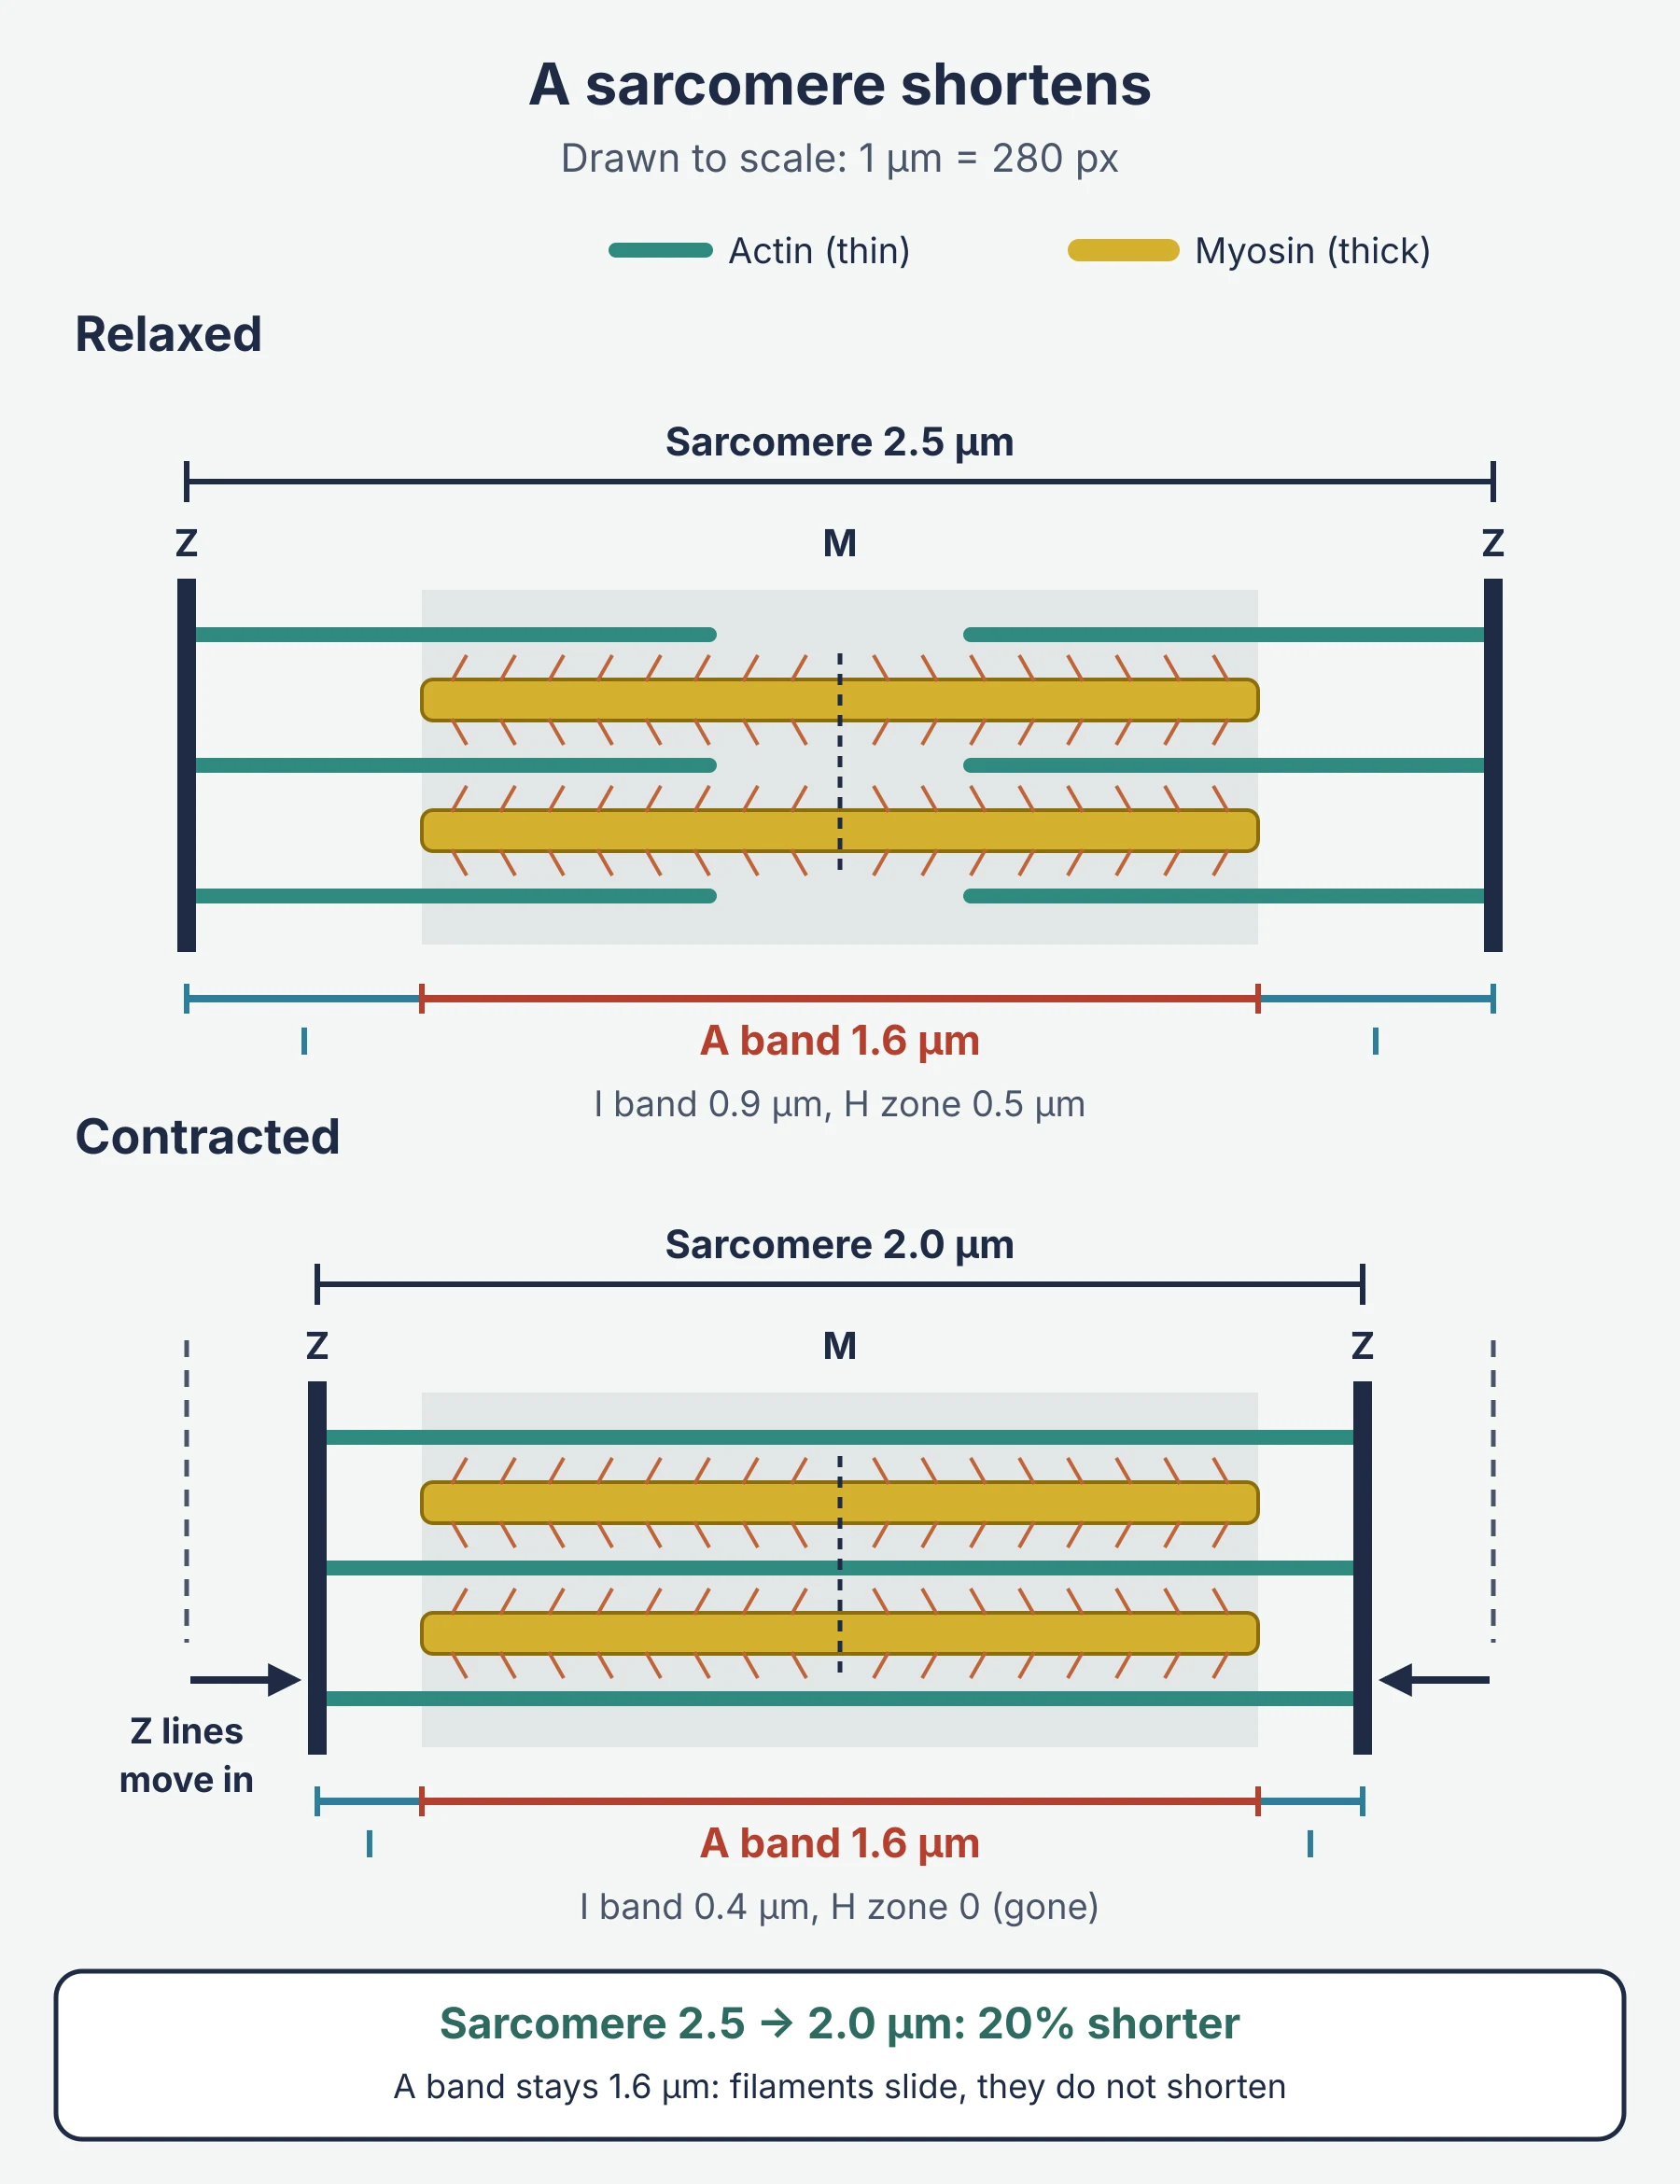 A sarcomere shortens
Drawn to scale: 1 µm = 280 px
Actin (thin)
Myosin (thick)
Relaxed
Sarcomere 2.5 µm
Z M Z
I A band 1.6 µm I
I band 0.9 µm, H zone 0.5 µm
Contracted
Sarcomere 2.0 µm
Z M Z
Z lines
move in
I A band 1.6 µm I
I band 0.4 µm, H zone 0 (gone)
Sarcomere 2.5 → 2.0 µm: 20% shorter
A band stays 1.6 µm: filaments slide, they do not shorten